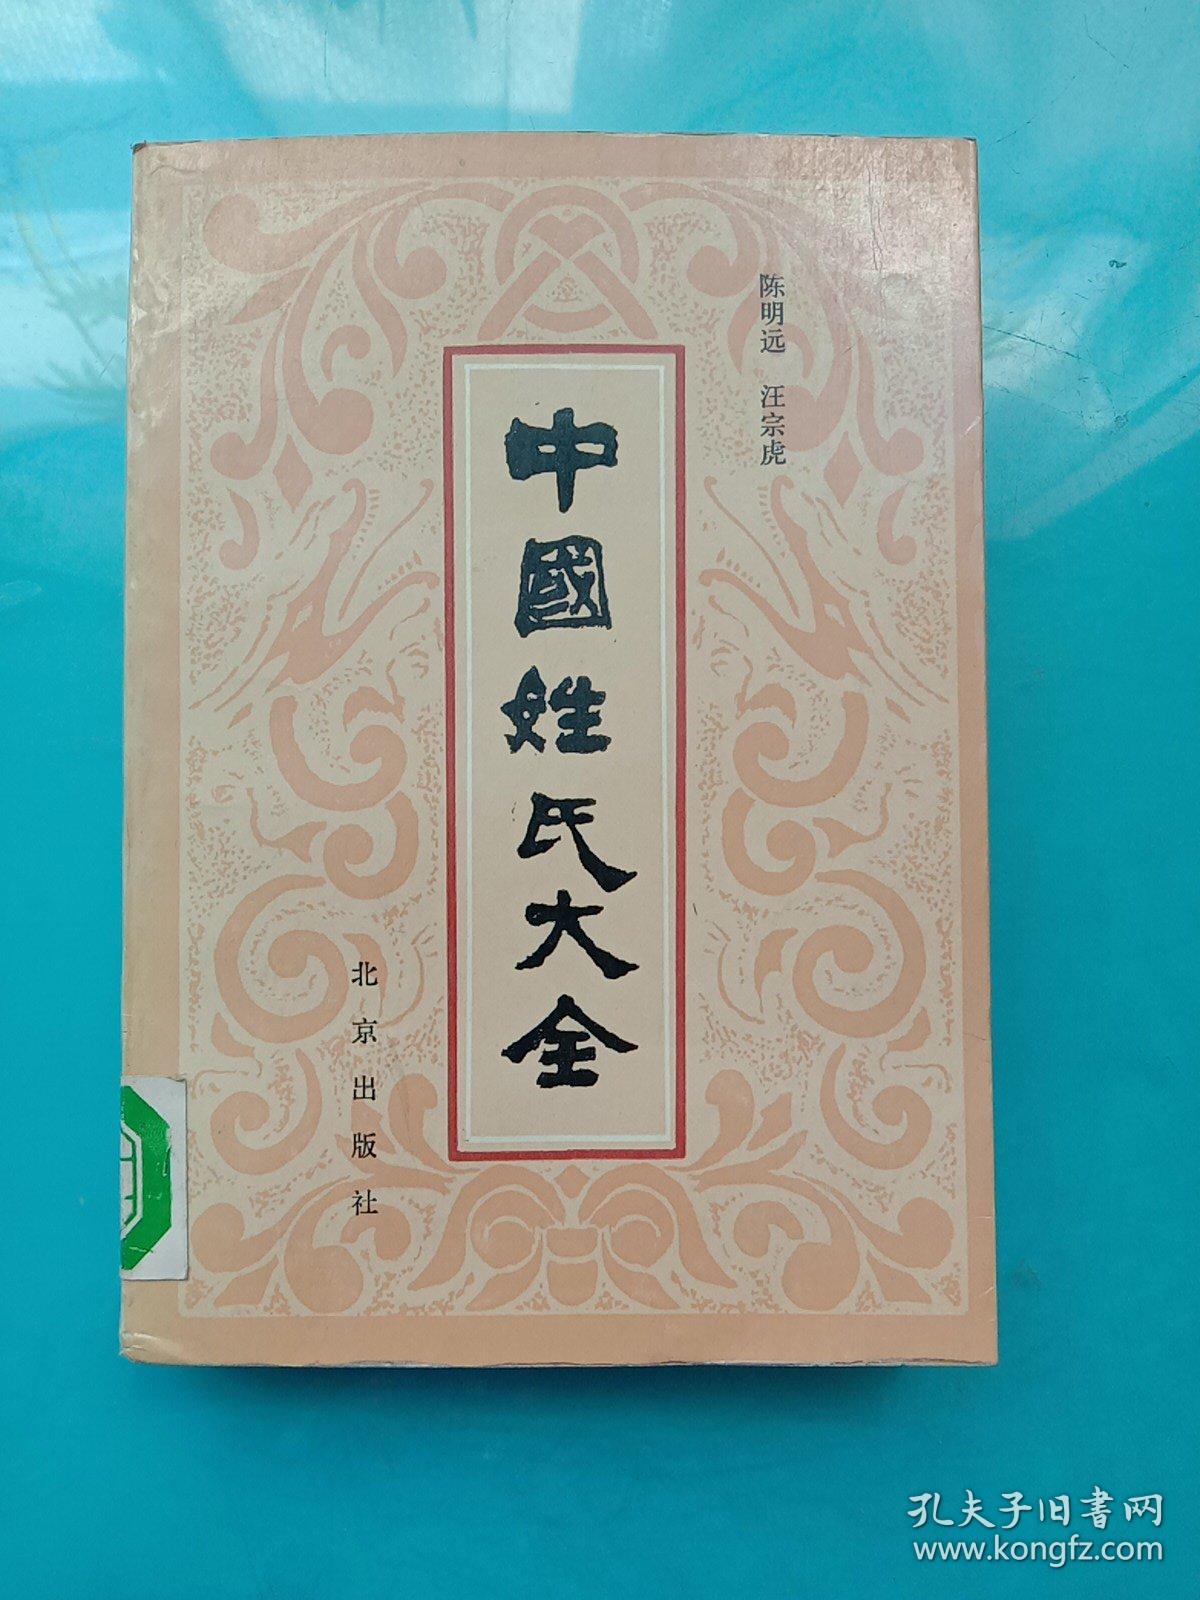 陈明远 汪宗虎
中國姓氏大全
北京出版社
孔夫子旧书网
www.kongfz.com